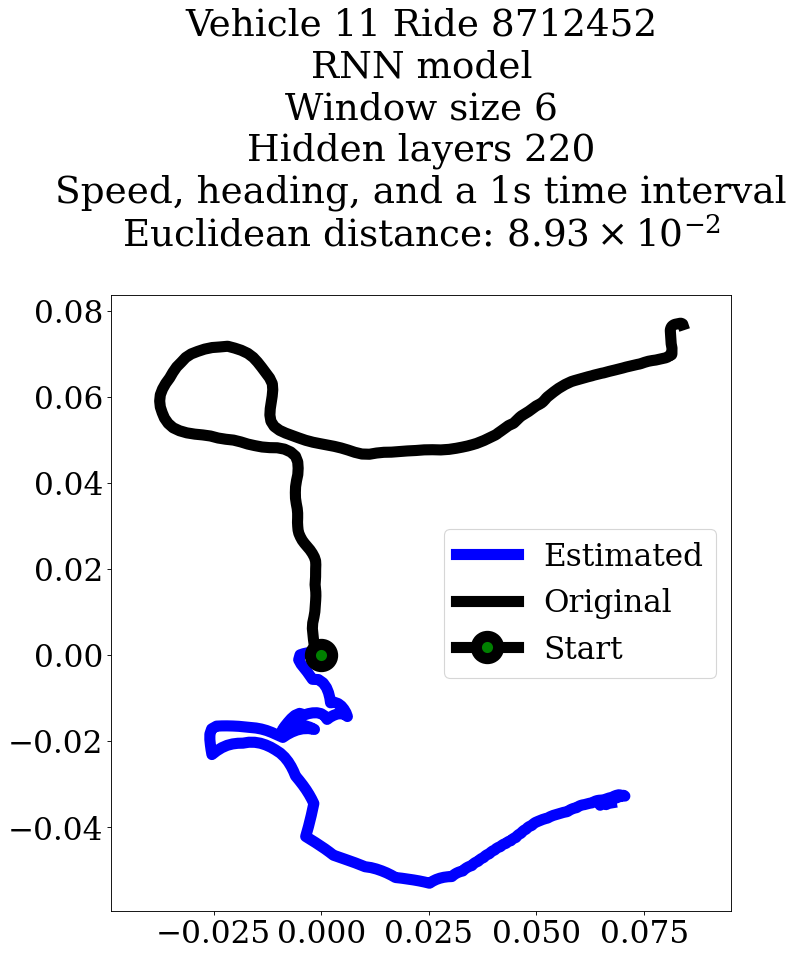 Vehicle 11 Ride 8712452
RNN model
Window size 6
Hidden layers 220
Speed, heading, and a 1s time interval
Euclidean distance: 8.93 × 10⁻²
0.08
0.06
0.04
0.02
0.00
−0.02
−0.04
Estimated
Original
Start
−0.025 0.000 0.025 0.050 0.075